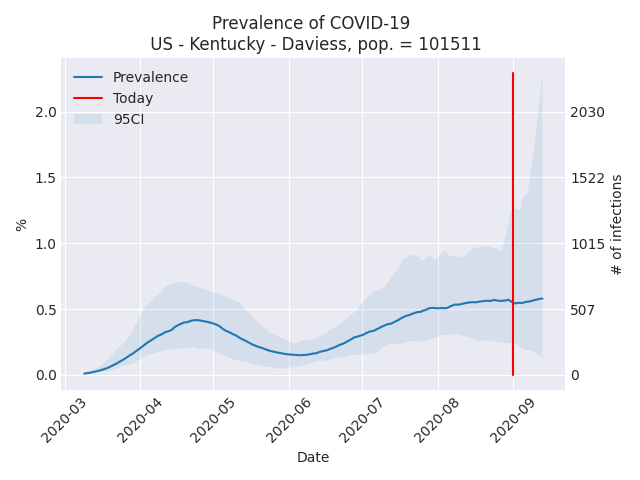 Prevalence of COVID-19
US - Kentucky - Daviess, pop. = 101511
Prevalence
Today
95CI
2.0
1.5
1.0
0.5
0.0
%
2030
1522
1015
507
0
# of infections
2020-03
2020-04
2020-05
2020-06
2020-07
2020-08
2020-09
Date